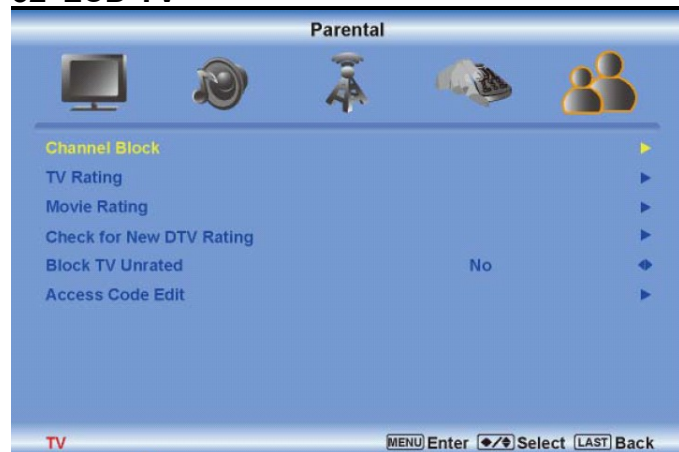 Parental
Channel Block
TV Rating
Movie Rating
Check for New DTV Rating
Block TV Unrated No
Access Code Edit
TV MENU Enter / Select LAST Back